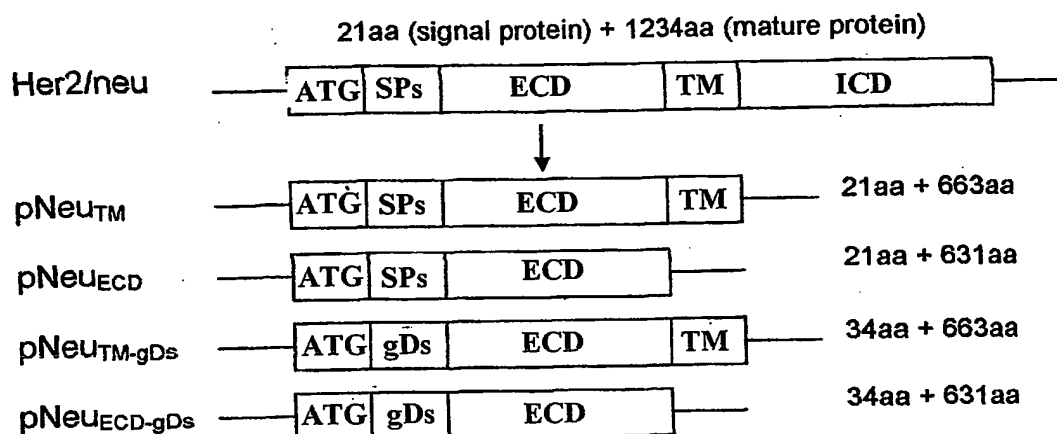 21aa (signal protein) + 1234aa (mature protein)
Her2/neu ATG SPs ECD TM ICD
pNeuTM ATG SPs ECD TM 21aa + 663aa
pNeuECD ATG SPs ECD 21aa + 631aa
pNeuTM-gDs ATG gDs ECD TM 34aa + 663aa
pNeuECD-gDs ATG gDs ECD 34aa + 631aa